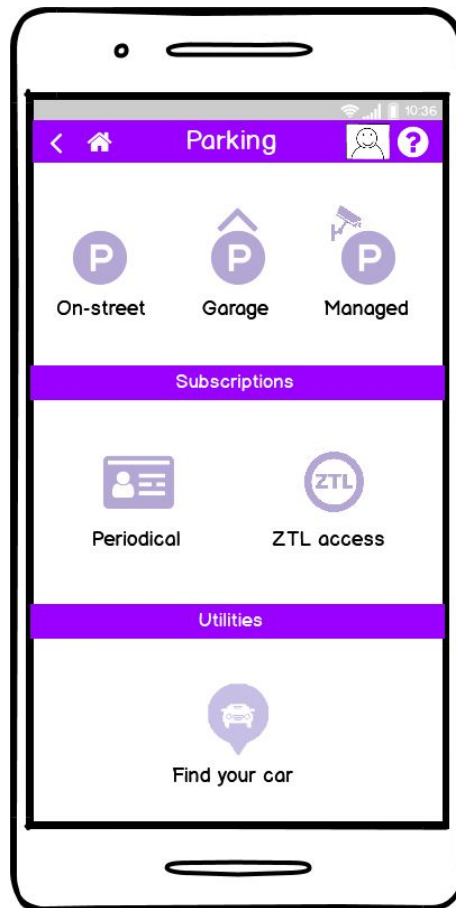 10:36
Parking
?
P P P
On-street Garage Managed
Subscriptions
ZTL
Periodical ZTL access
Utilities
Find your car